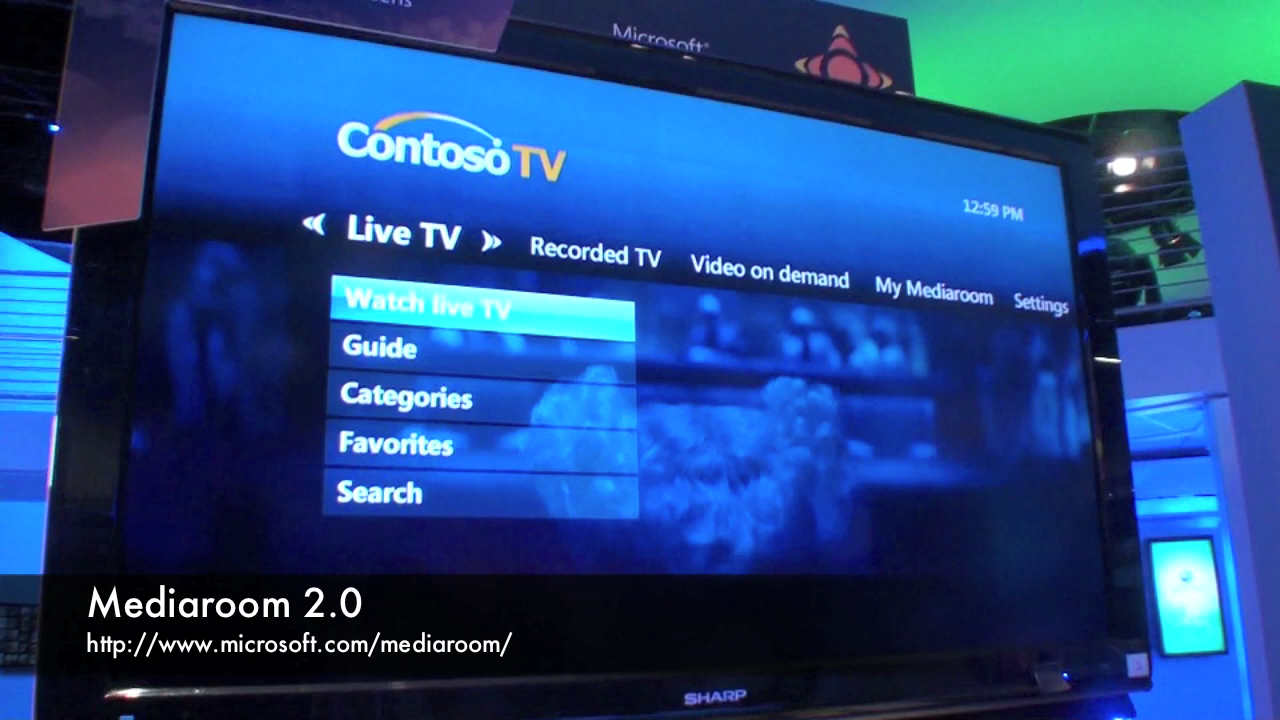 Microsoft
Contoso TV
12:59 PM
« Live TV » Recorded TV Video on demand My Mediaroom Settings
Watch live TV
Guide
Categories
Favorites
Search
Mediaroom 2.0
http://www.microsoft.com/mediaroom/
SHARP